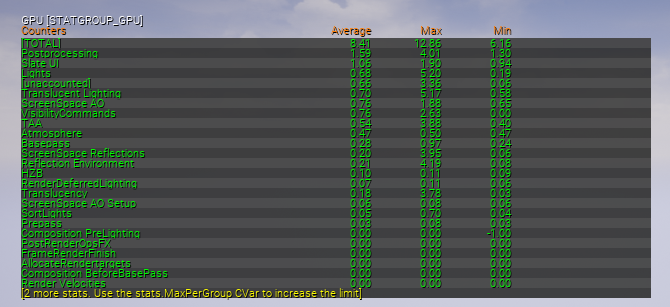 GPU [STATGROUP_GPU]
Counters Average Max Min
[TOTAL] 8.41 12.86 6.16
Postprocessing 1.59 4.01 1.30
Slate UI 1.06 1.90 0.94
Lights 0.68 5.20 0.19
[unaccounted] 0.66 3.36 0.06
Translucent Lighting 0.70 5.17 0.58
ScreenSpace AO 0.76 1.88 0.65
VisibilityCommands 0.76 2.63 0.00
TAA 0.54 3.88 0.40
Atmosphere 0.47 0.50 0.47
Basepass 0.28 0.97 0.24
ScreenSpace Reflections 0.20 3.95 0.06
Reflection Environment 0.21 4.19 0.08
HZB 0.10 0.11 0.09
RenderDeferredLighting 0.07 0.11 0.06
Translucency 0.18 3.78 0.03
ScreenSpace AO Setup 0.06 0.08 0.06
SortLights 0.05 0.70 0.04
Prepass 0.03 0.08 0.03
Composition PreLighting 0.00 0.00 -1.00
PostRenderOpsFX 0.00 0.00 0.00
FrameRenderFinish 0.00 0.00 0.00
AllocateRendertargets 0.00 0.00 0.00
Composition BeforeBasePass 0.00 0.00 0.00
Render Velocities 0.00 0.00 0.00
[2 more stats. Use the stats.MaxPerGroup CVar to increase the limit]